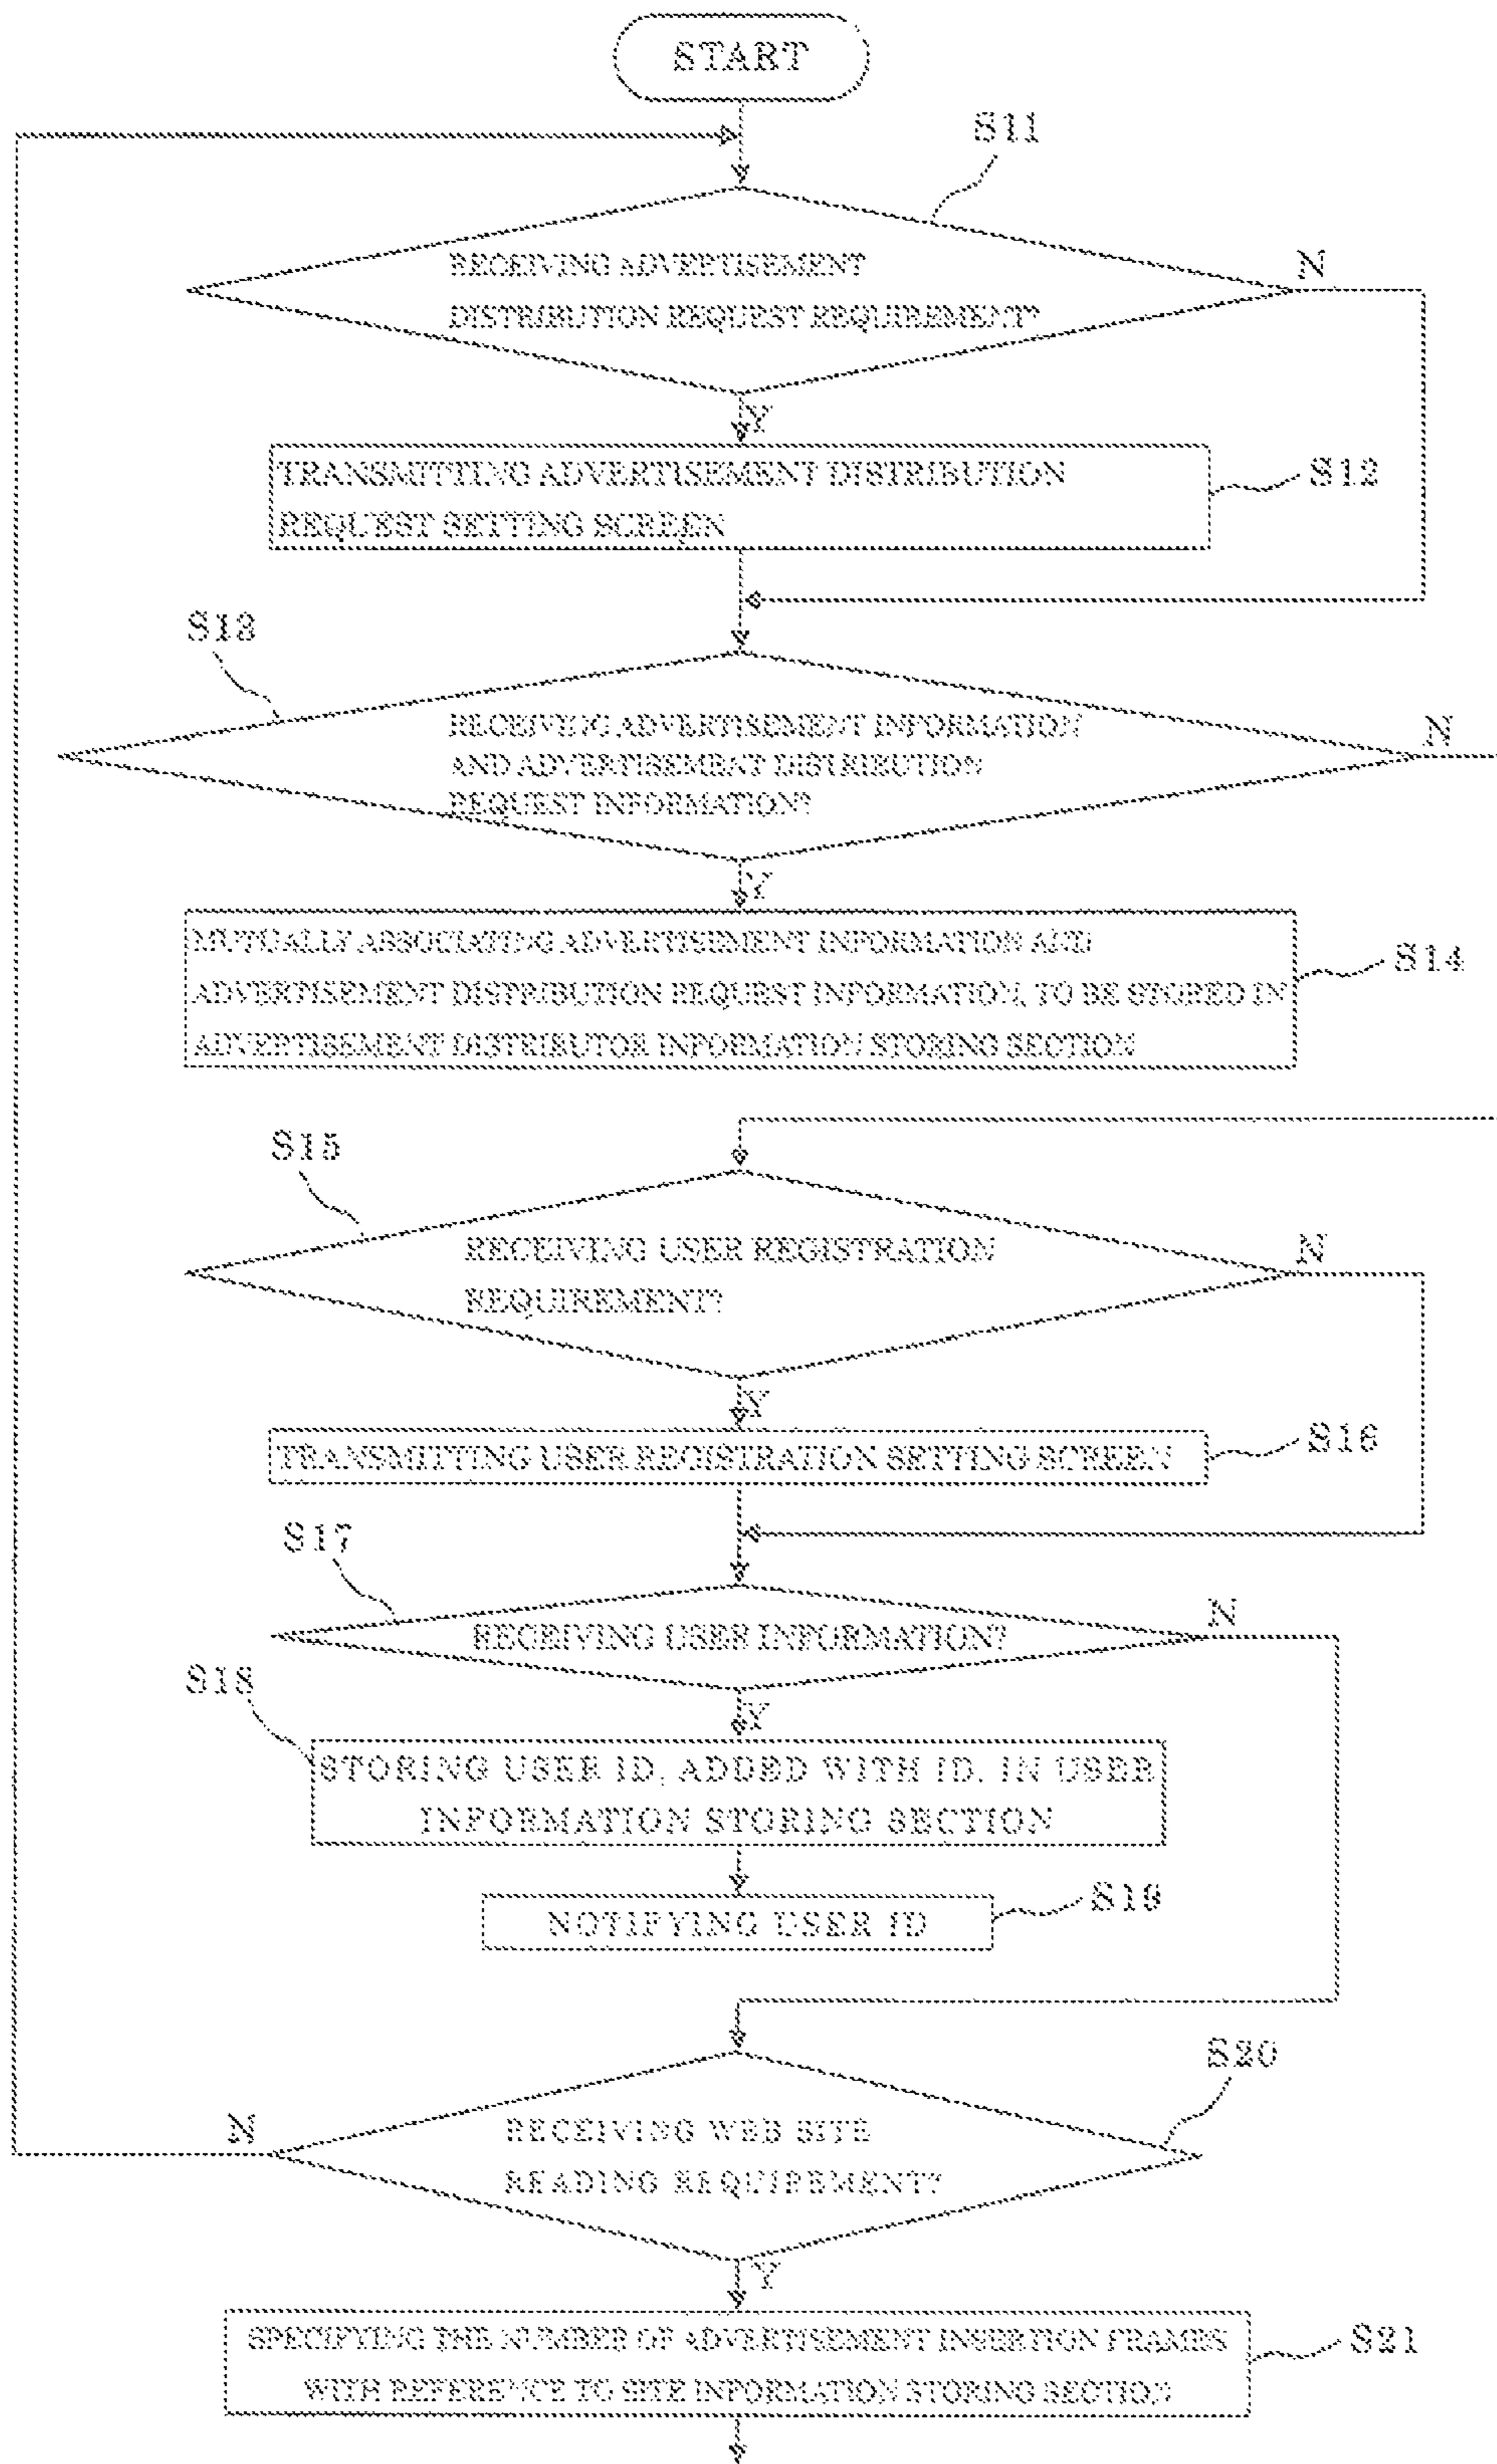 START
S11
RECEIVING ADVERTISEMENT
N
DISTRIBUTION REQUEST REQUIREMENT?
Y
TRANSMITTING ADVERTISEMENT DISTRIBUTION
S12
REQUEST SETTING SCREEN
S13
RECEIVING ADVERTISEMENT INFORMATION
N
AND ADVERTISEMEAT DISTRIBUTION
REQUEST INFORMATION?
Y
MUTUALLY ASSOCIATING ADVERTISEMENT INFORMATION AND
S14
ADVERTISEMENT DISTRIBUTION REQUEST INFORMATION, TO BE STORED IN
ADVERTISEMENT DISTRIBUTOR INFORMATION STORING SECTION
S15
RECEIVING USER REGISTRATION
N
REQUIREMENT?
Y
TRANSMITTING USER REGISTRATION SETTING SCREEN
S16
S17
RECEIVING USER INFORMATION?
N
S18
Y
STORING USER ID, ADDED WITH ID, IN USER
INFORMATION STORING SECTION
NOTIFYING USER ID
S19
S20
RECEIVING WEB SITE
N
READING REQUIREMENT?
Y
SPECIFYING THE NUMBER OF ADVERTISEMENT INSERTION FRAMES
S21
WITH REFERENCE TO SITE INFORMATION STORING SECTION